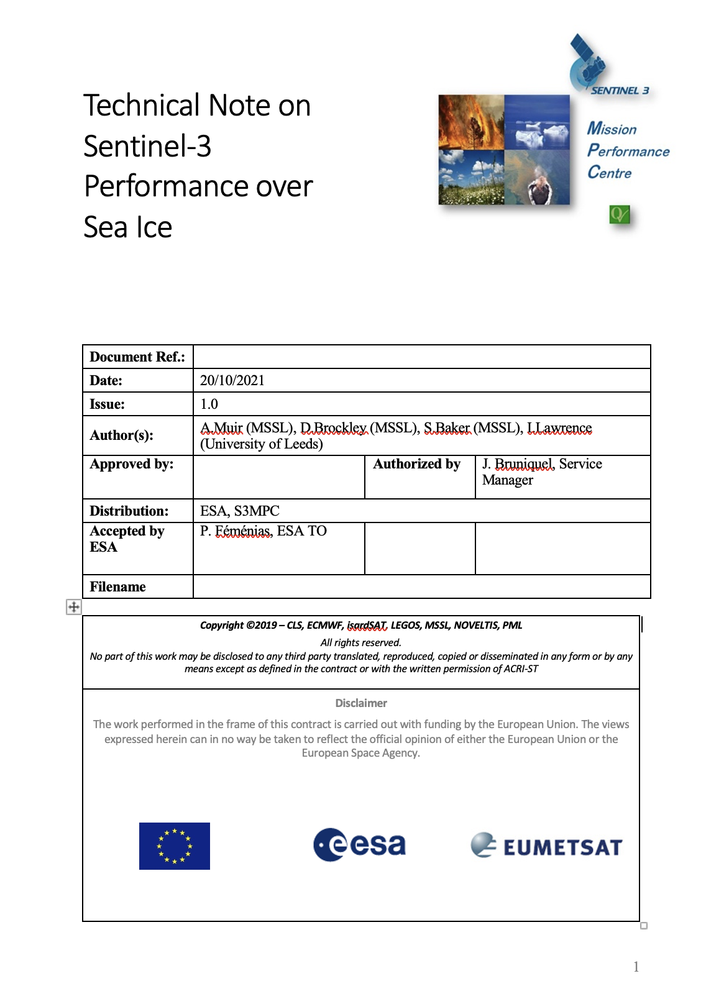 SENTINEL 3
Mission
Performance
Centre
Technical Note on
Sentinel-3
Performance over
Sea Ice
Document Ref.:
Date: 20/10/2021
Issue: 1.0
Author(s): A.Muir (MSSL), D.Brockley (MSSL), S.Baker (MSSL), I.Lawrence
(University of Leeds)
Approved by: Authorized by J. Bruniquel, Service
Manager
Distribution: ESA, S3MPC
Accepted by P. Féménias, ESA TO
ESA
Filename
Copyright ©2019 – CLS, ECMWF, isardSAT, LEGOS, MSSL, NOVELTIS, PML
All rights reserved.
No part of this work may be disclosed to any third party translated, reproduced, copied or disseminated in any form or by any
means except as defined in the contract or with the written permission of ACRI-ST
Disclaimer
The work performed in the frame of this contract is carried out with funding by the European Union. The views
expressed herein can in no way be taken to reflect the official opinion of either the European Union or the
European Space Agency.
esa
EUMETSAT
1